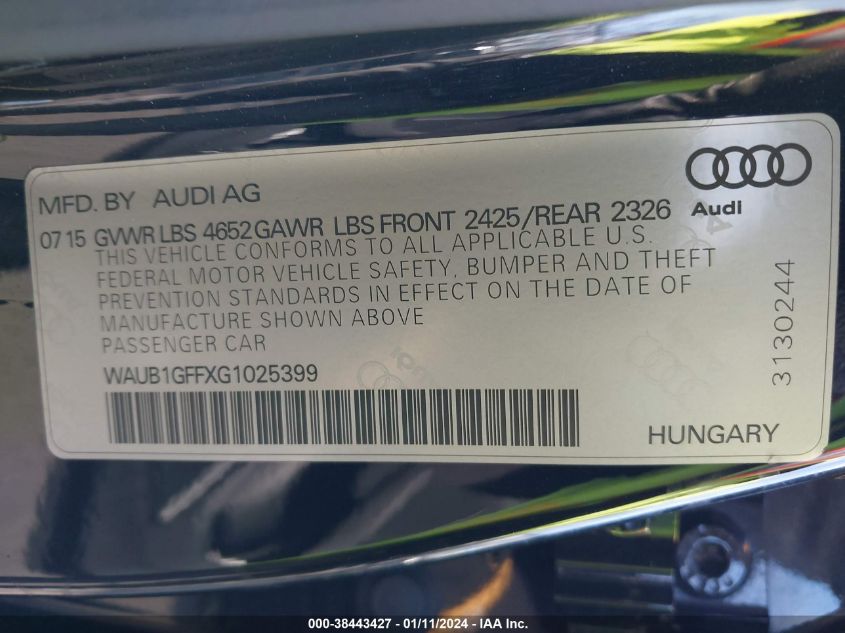 MFD. BY AUDI AG
07 15 GVWR LBS 4652 GAWR LBS FRONT 2425/REAR 2326
Audi
THIS VEHICLE CONFORMS TO ALL APPLICABLE U.S.
FEDERAL MOTOR VEHICLE SAFETY, BUMPER AND THEFT
PREVENTION STANDARDS IN EFFECT ON THE DATE OF
MANUFACTURE SHOWN ABOVE
PASSENGER CAR
WAUB1GFFXG1025399
3130244
HUNGARY
000-38443427 - 01/11/2024 - IAA Inc.